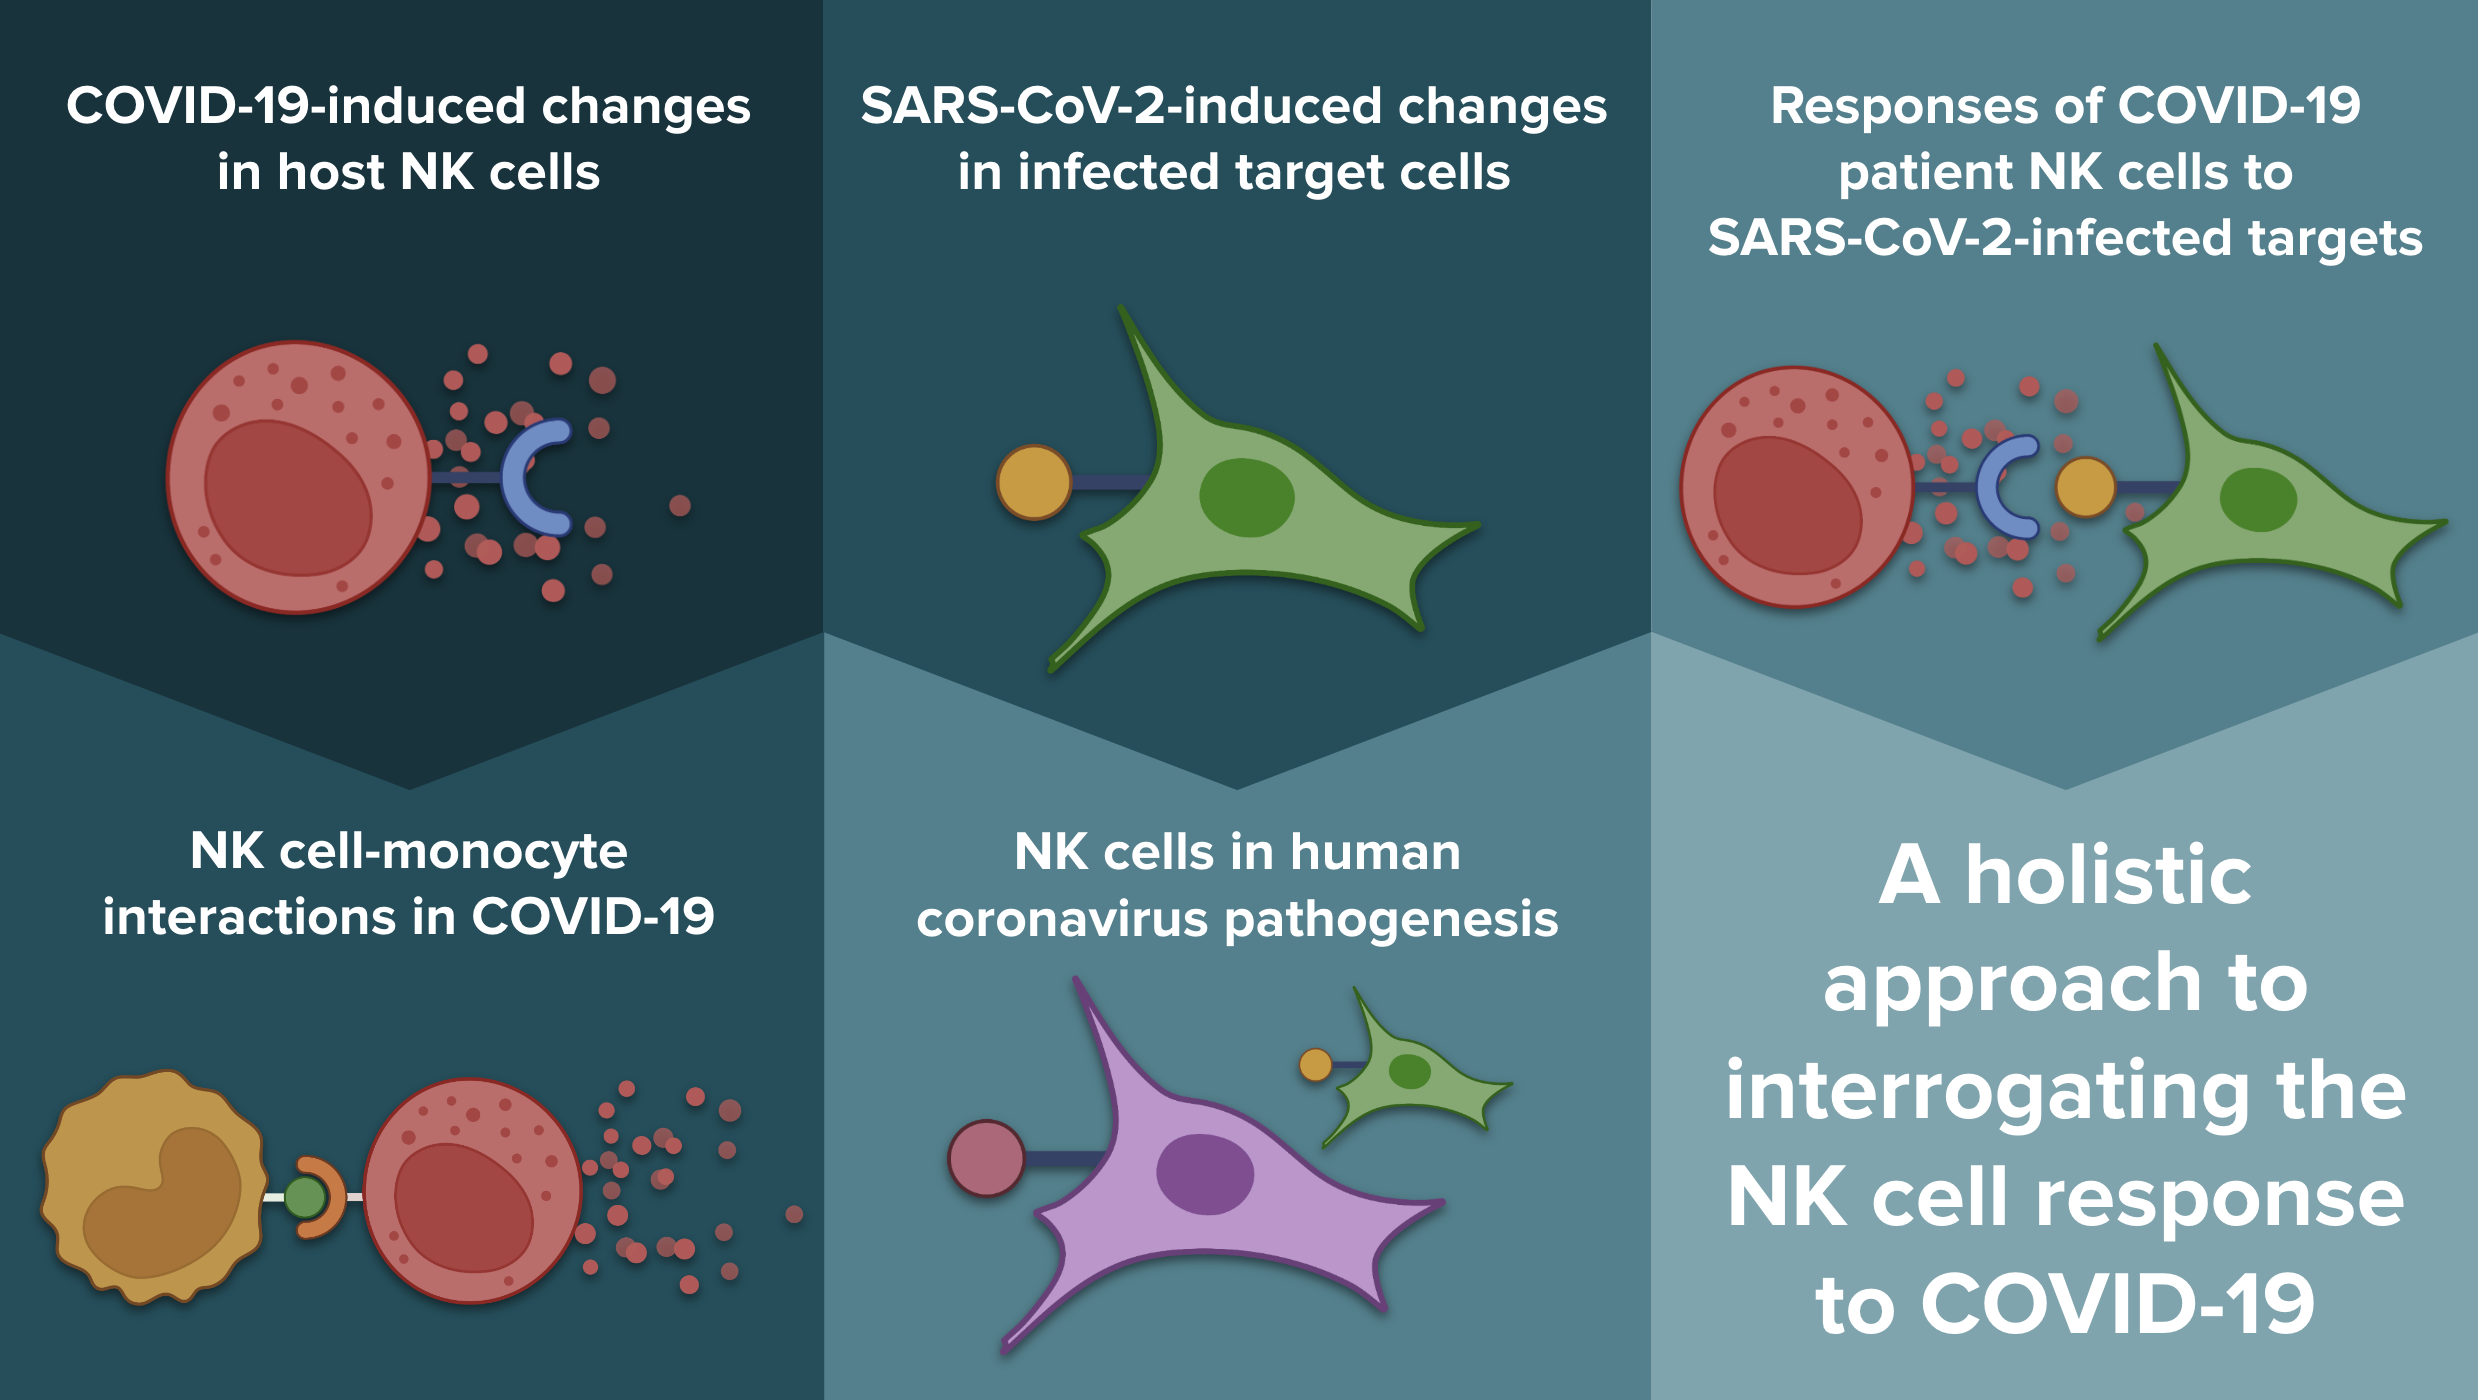 COVID-19-induced changes
in host NK cells
SARS-CoV-2-induced changes
in infected target cells
Responses of COVID-19
patient NK cells to
SARS-CoV-2-infected targets
NK cell-monocyte
interactions in COVID-19
NK cells in human
coronavirus pathogenesis
A holistic
approach to
interrogating the
NK cell response
to COVID-19